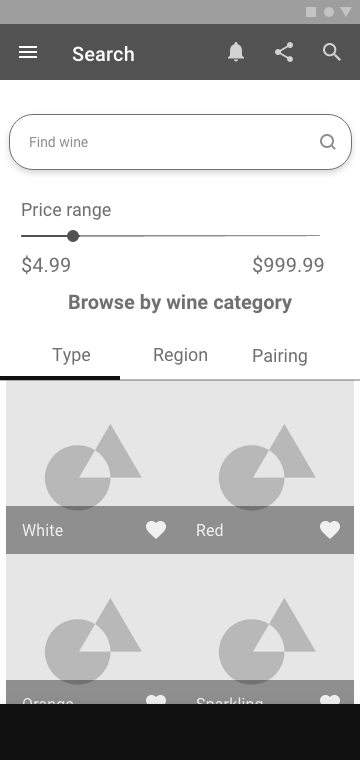 Search
Find wine
Price range
$4.99 $999.99
Browse by wine category
Type Region Pairing
White Red
Orange Sparkling